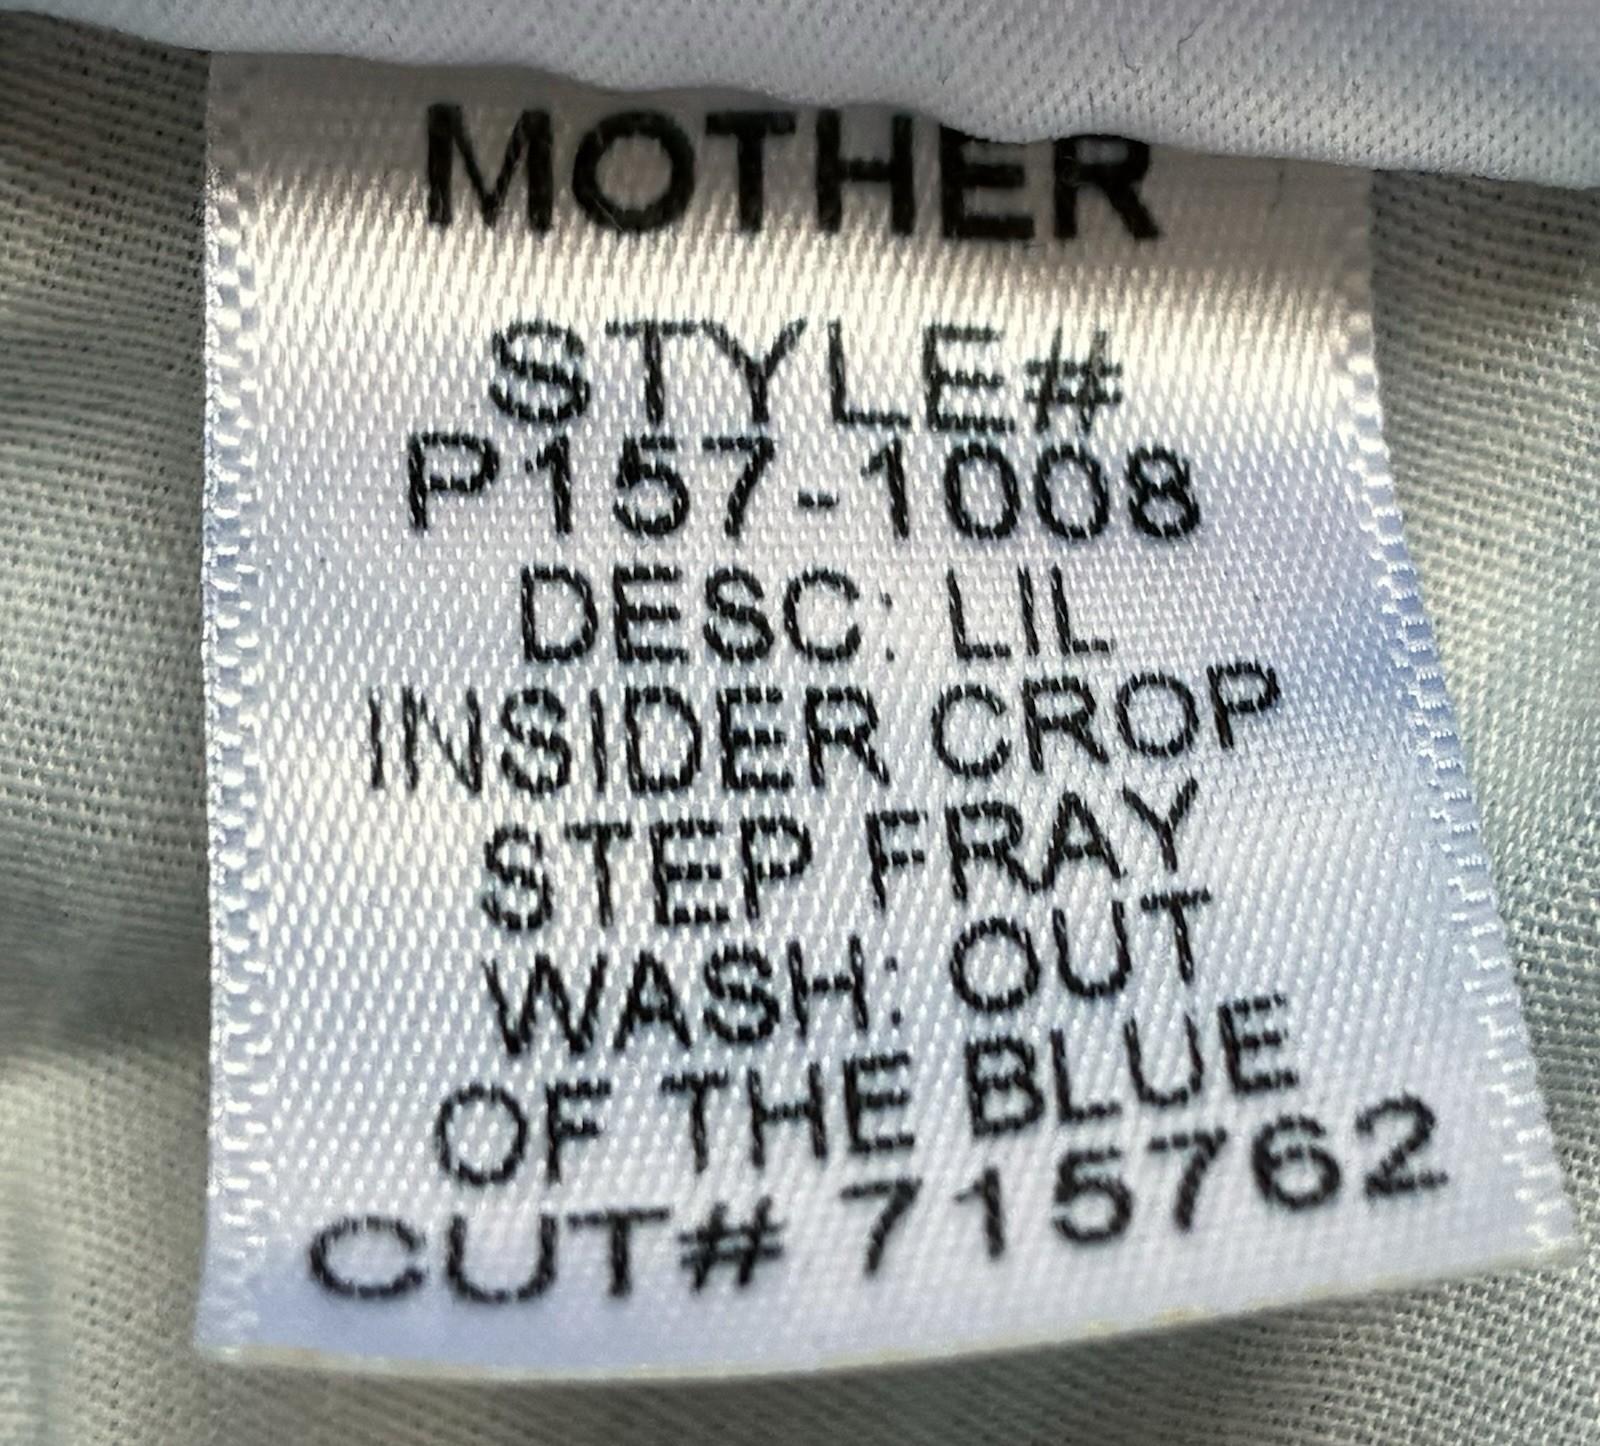 MOTHER
STYLE#
P157-1008
DESC: LIL
INSIDER CROP
STEP FRAY
WASH: OUT
OF THE BLUE
CUT# 715762